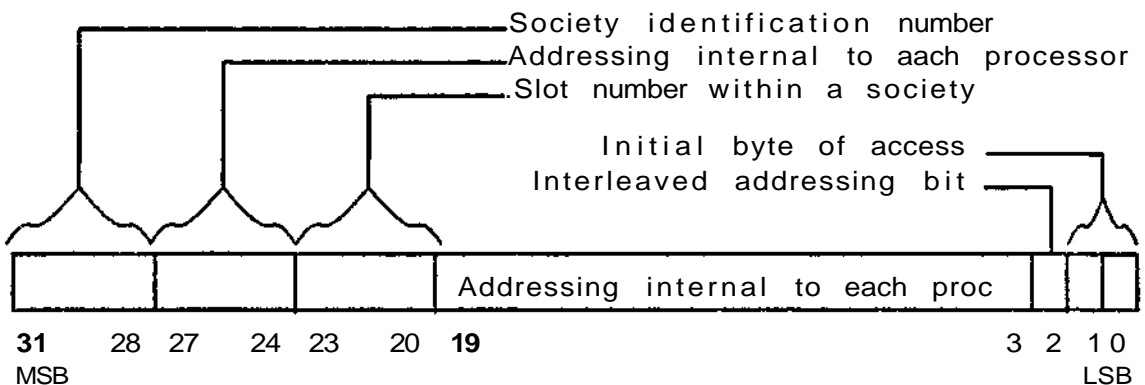 Society identification number
Addressing internal to aach processor
.Slot number within a society
Initial byte of access
Interleaved addressing bit
Addressing internal to each proc
31 28 27 24 23 20 19 3 2 1 0
MSB LSB